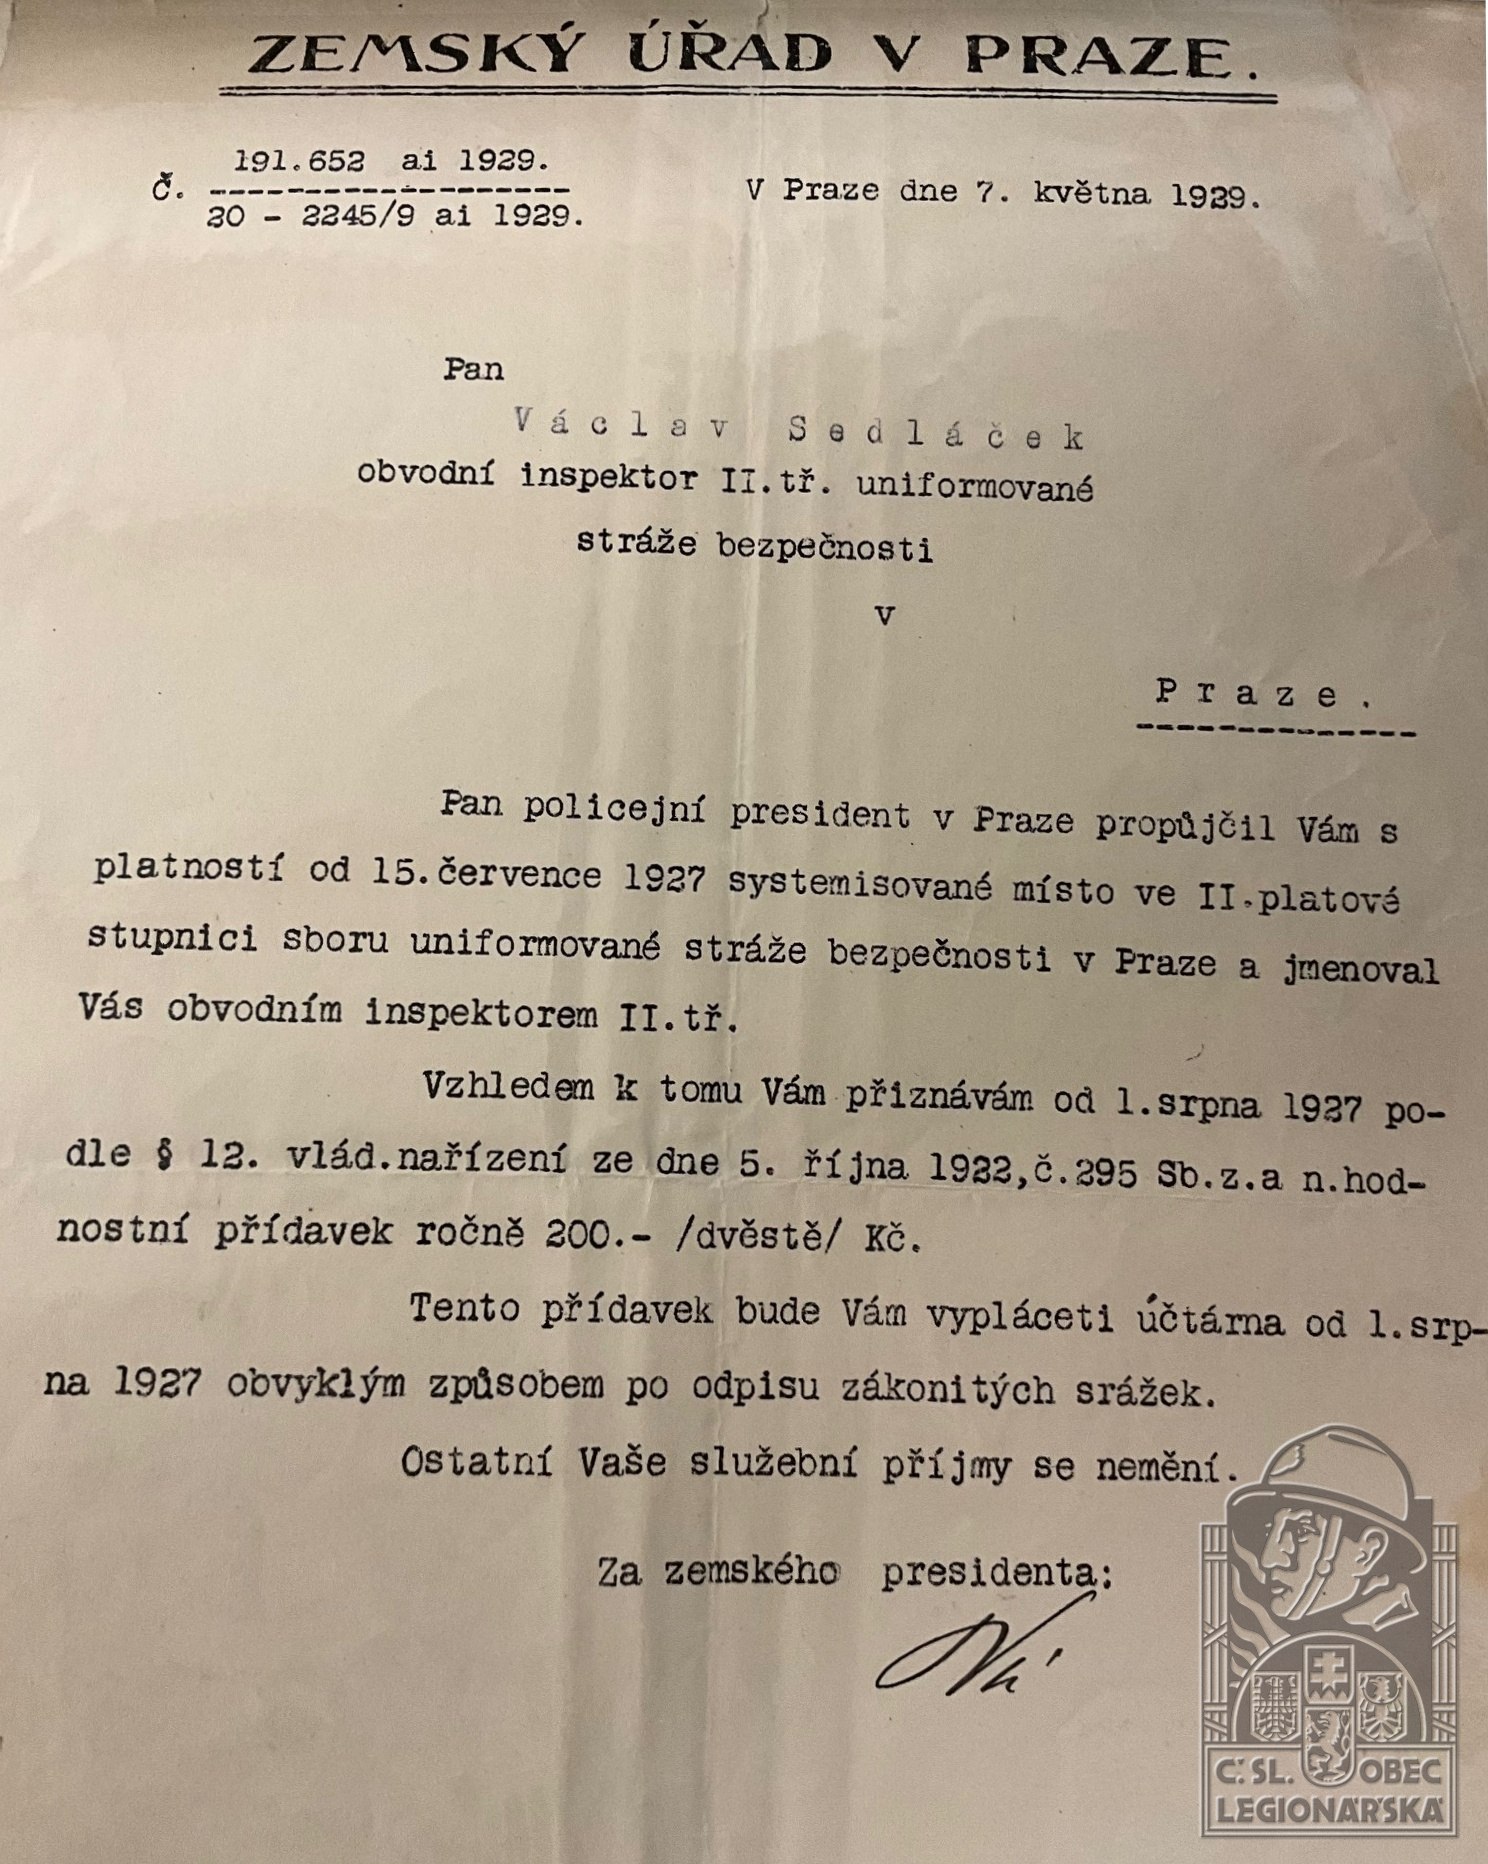 ZEMSKÝ ÚŘAD V PRAZE.
191.652 ai 1929.
Č. --------------------
20 - 2245/9 ai 1929.
V Praze dne 7. května 1929.
Pan
Václav Sedláček
obvodní inspektor II.tř. uniformované
stráže bezpečnosti
v
Praze.
Pan policejní president v Praze propůjčil Vám s
platností od 15.července 1927 systemisované místo ve II.platové
stupnici sboru uniformované stráže bezpečnosti v Praze a jmenoval
Vás obvodním inspektorem II.tř.
Vzhledem k tomu Vám přiznávám od 1.srpna 1927 po-
dle § 12. vlád.nařízení ze dne 5. října 1922,č.295 Sb.z.a n.hod-
nostní přídavek ročně 200.- /dvěstě/ Kč.
Tento přídavek bude Vám vypláceti účtárna od 1.srp-
na 1927 obvyklým způsobem po odpisu zákonitých srážek.
Ostatní Vaše služební příjmy se nemění.
Za zemského presidenta:
Č.SL. OBEC
LEGIONÁŘSKÁ